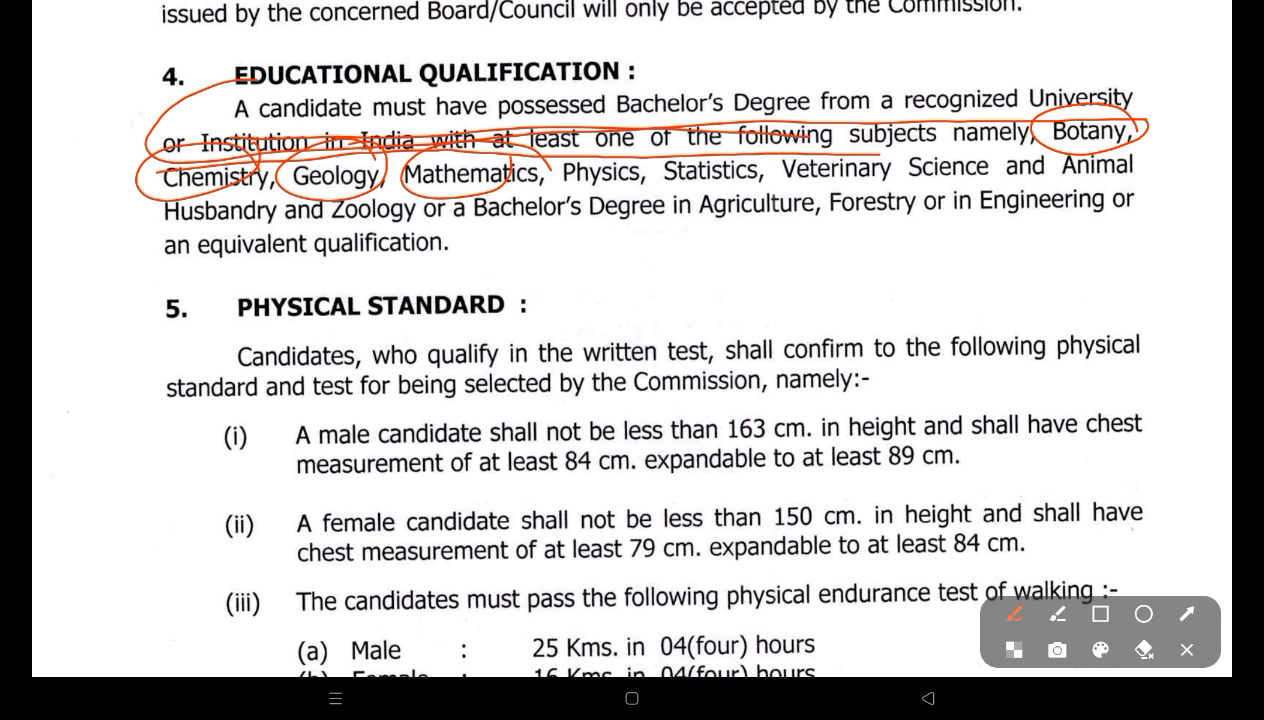 issued by the concerned Board/Council will only be accepted by the Commission.
4. EDUCATIONAL QUALIFICATION :
A candidate must have possessed Bachelor's Degree from a recognized University
or Institution in India with at least one of the following subjects namely, Botany,
Chemistry, Geology, Mathematics, Physics, Statistics, Veterinary Science and Animal
Husbandry and Zoology or a Bachelor's Degree in Agriculture, Forestry or in Engineering or
an equivalent qualification.
5. PHYSICAL STANDARD :
Candidates, who qualify in the written test, shall confirm to the following physical
standard and test for being selected by the Commission, namely:-
(i) A male candidate shall not be less than 163 cm. in height and shall have chest
measurement of at least 84 cm. expandable to at least 89 cm.
(ii) A female candidate shall not be less than 150 cm. in height and shall have
chest measurement of at least 79 cm. expandable to at least 84 cm.
(iii) The candidates must pass the following physical endurance test of walking :-
(a) Male : 25 Kms. in 04(four) hours
(b) Female : 16 Kms. in 04(four) hours